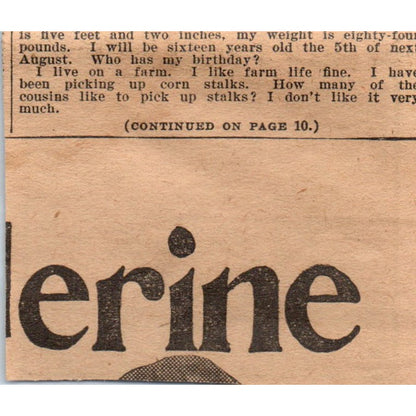 is five feet and two inches, my weight is eighty-four
pounds. I will be sixteen years old the 5th of next
August. Who has my birthday?
I live on a farm. I like farm life fine. I have
been picking up corn stalks. How many of the
cousins like to pick up stalks? I don't like it very
much.
(CONTINUED ON PAGE 10.)
erine